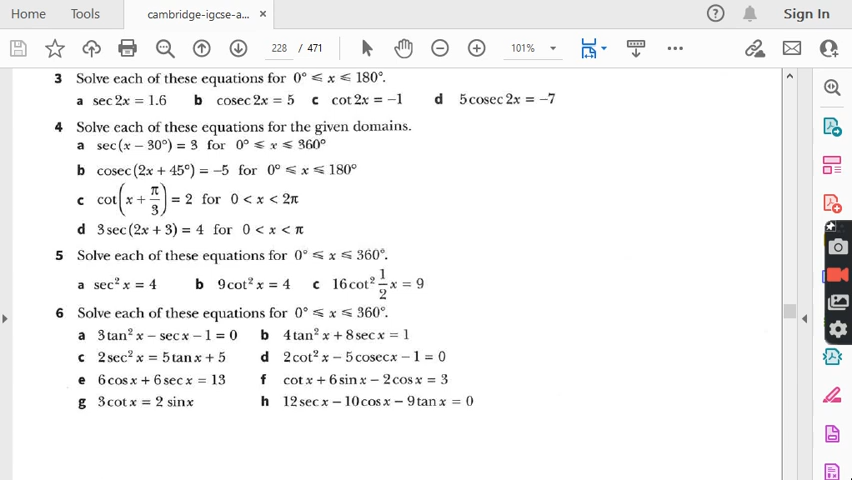 Home Tools cambridge-igcse-a... × Sign In
228 / 471 101%
3 Solve each of these equations for 0° ⩽ x ⩽ 180°.
a sec 2x = 1.6 b cosec 2x = 5 c cot 2x = −1 d 5 cosec 2x = −7
4 Solve each of these equations for the given domains.
a sec(x − 30°) = 3 for 0° ⩽ x ⩽ 360°
b cosec(2x + 45°) = −5 for 0° ⩽ x ⩽ 180°
c cot(x + π/3) = 2 for 0 < x < 2π
d 3 sec(2x + 3) = 4 for 0 < x < π
5 Solve each of these equations for 0° ⩽ x ⩽ 360°.
a sec² x = 4 b 9 cot² x = 4 c 16 cot² 1/2 x = 9
6 Solve each of these equations for 0° ⩽ x ⩽ 360°.
a 3 tan² x − sec x − 1 = 0 b 4 tan² x + 8 sec x = 1
c 2 sec² x = 5 tan x + 5 d 2 cot² x − 5 cosec x − 1 = 0
e 6 cos x + 6 sec x = 13 f cot x + 6 sin x − 2 cos x = 3
g 3 cot x = 2 sin x h 12 sec x − 10 cos x − 9 tan x = 0